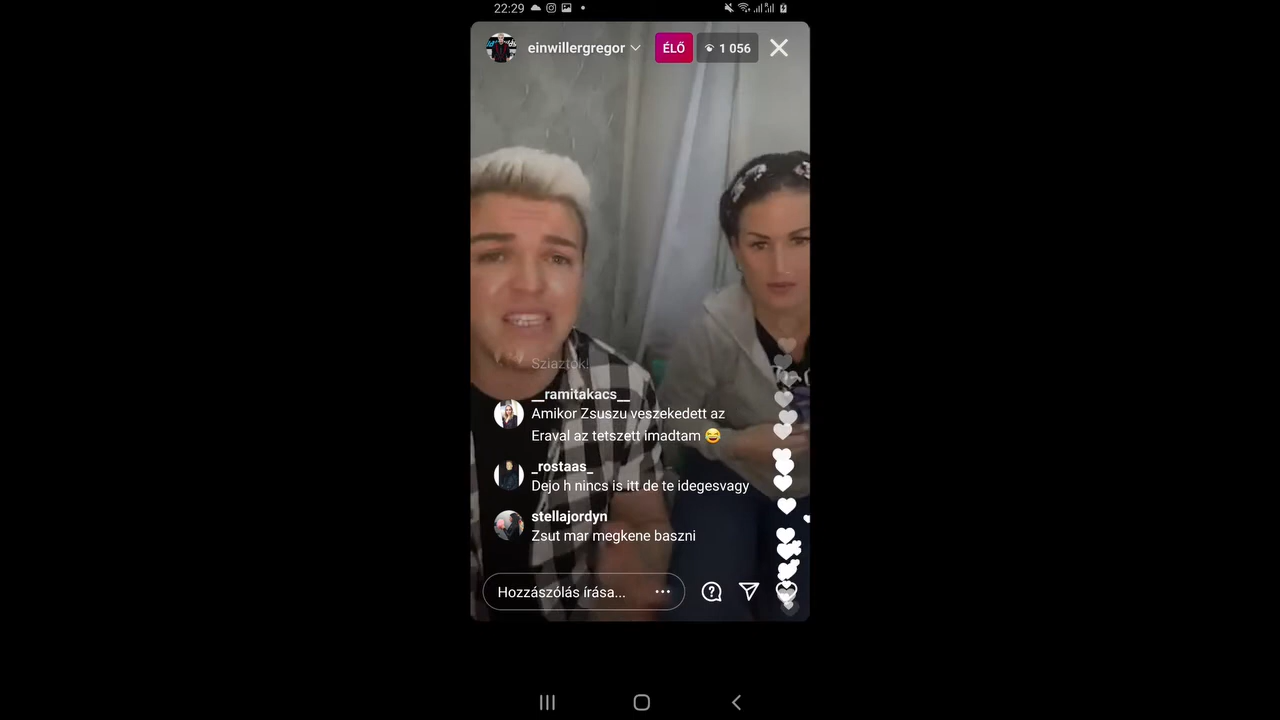 22:29
einwillergregor
ÉLŐ
1 056
Sziaztok!
__ramitakacs__
Amikor Zsuszu veszekedett az
Eraval az tetszett imadtam 😂
_rostaas_
Dejo h nincs is itt de te idegesvagy
stellajordyn
Zsut mar megkene baszni
Hozzászólás írása...